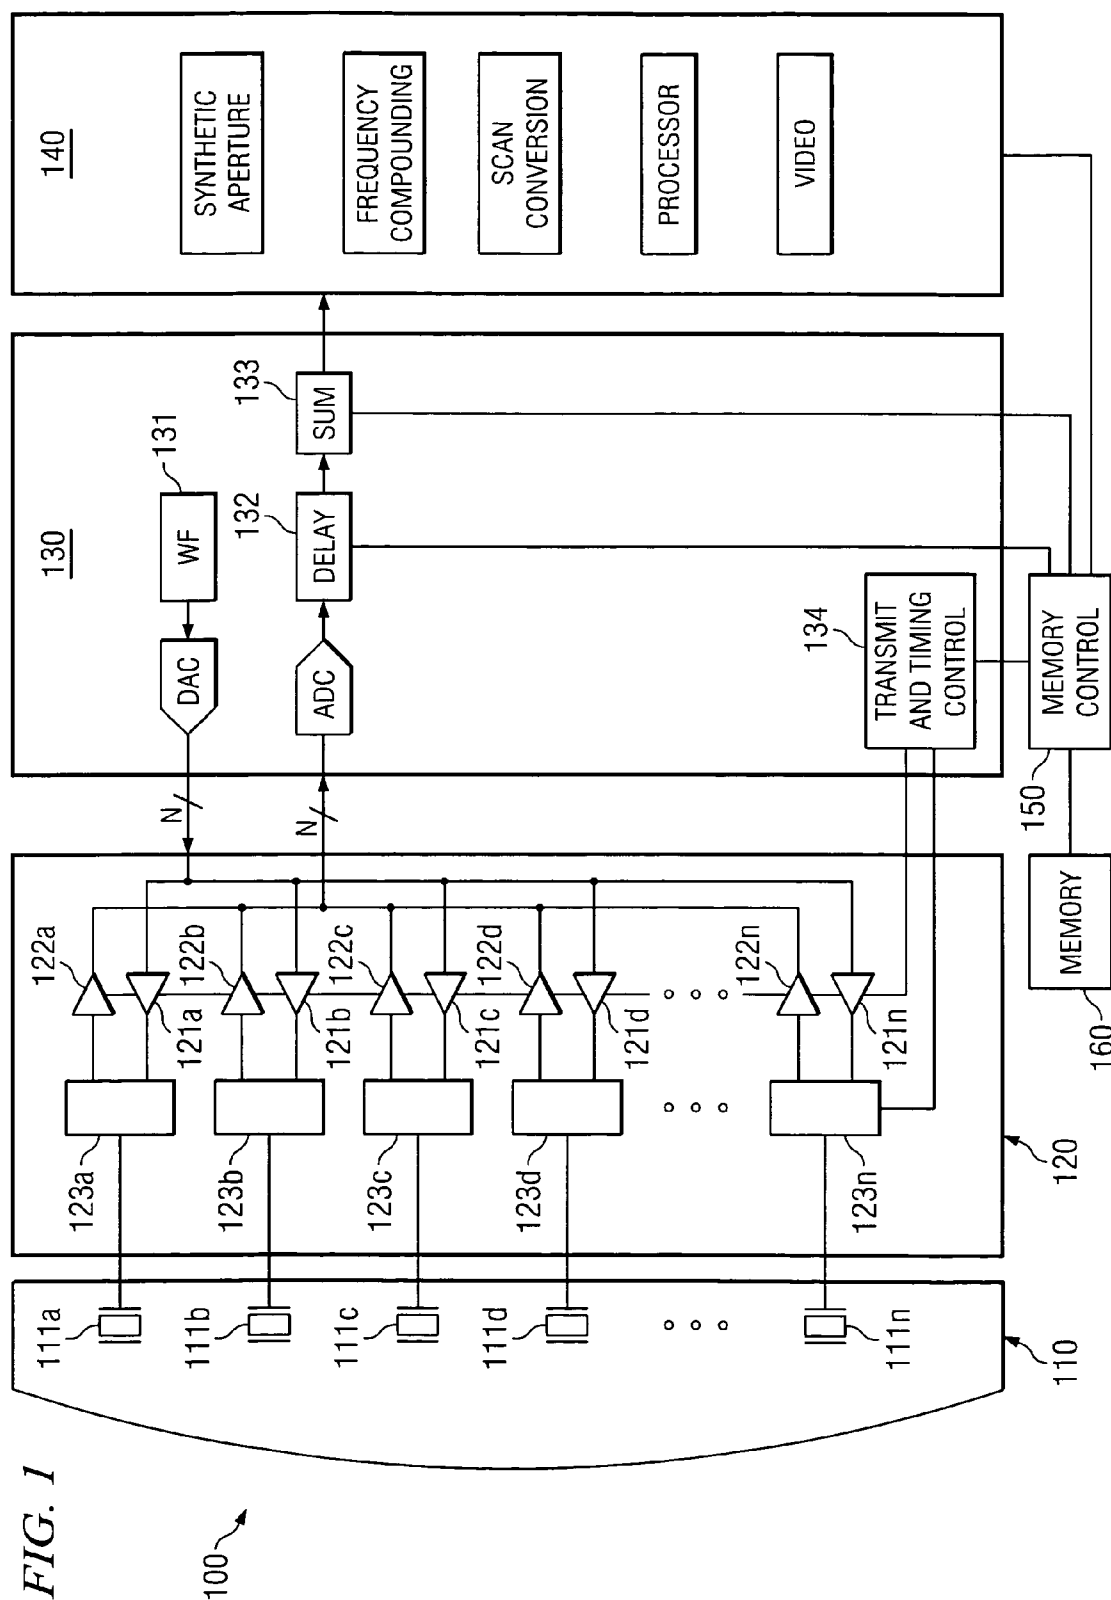 FIG. 1
100
110
111a
111b
111c
111d
111n
120
123a
123b
123c
123d
123n
122a
121a
122b
121b
122c
121c
122d
121d
122n
121n
N
N
130
DAC
WF
131
ADC
DELAY
132
SUM
133
TRANSMIT
AND TIMING
CONTROL
134
140
SYNTHETIC
APERTURE
FREQUENCY
COMPOUNDING
SCAN
CONVERSION
PROCESSOR
VIDEO
MEMORY
CONTROL
150
MEMORY
160